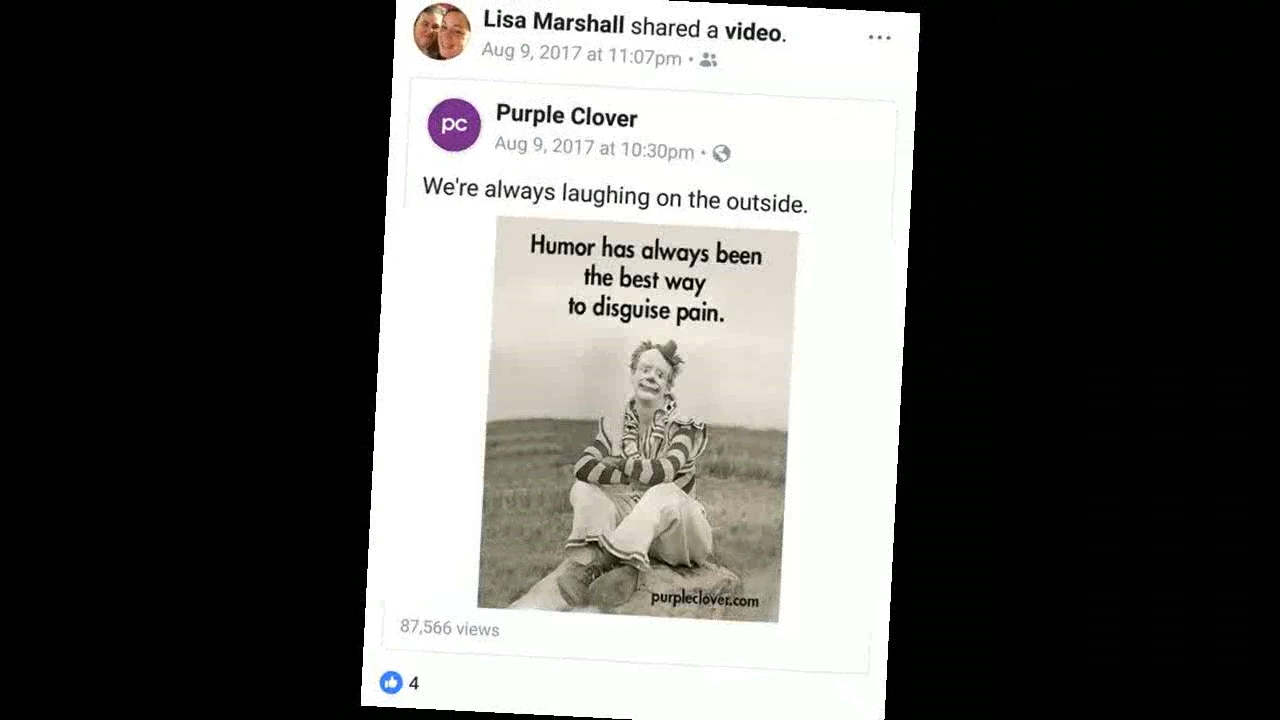 Lisa Marshall shared a video.
Aug 9, 2017 at 11:07pm •
pc
Purple Clover
Aug 9, 2017 at 10:30pm •
We're always laughing on the outside.
Humor has always been
the best way
to disguise pain.
purpleclover.com
87,566 views
4